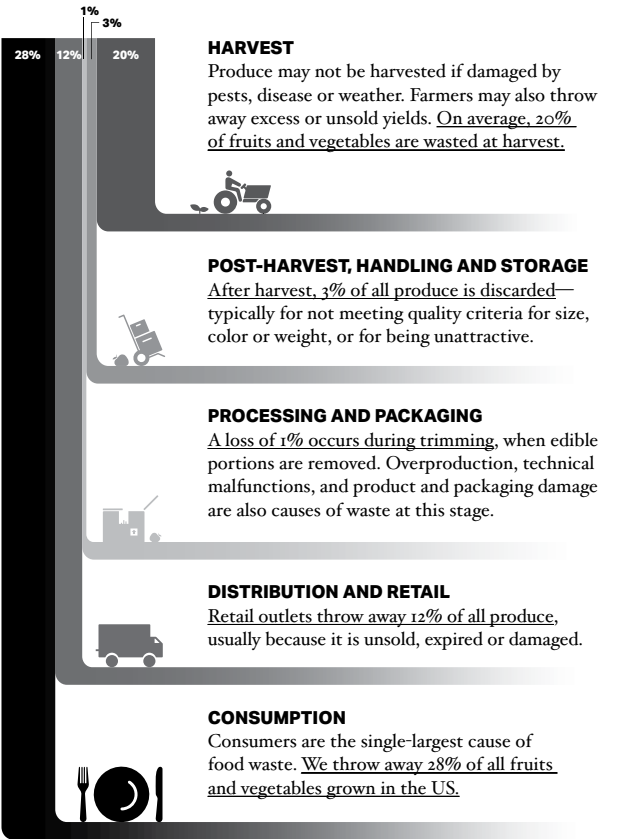 1%
3%
28%
12%
20%
HARVEST
Produce may not be harvested if damaged by
pests, disease or weather. Farmers may also throw
away excess or unsold yields. On average, 20%
of fruits and vegetables are wasted at harvest.
POST-HARVEST, HANDLING AND STORAGE
After harvest, 3% of all produce is discarded—
typically for not meeting quality criteria for size,
color or weight, or for being unattractive.
PROCESSING AND PACKAGING
A loss of 1% occurs during trimming, when edible
portions are removed. Overproduction, technical
malfunctions, and product and packaging damage
are also causes of waste at this stage.
DISTRIBUTION AND RETAIL
Retail outlets throw away 12% of all produce,
usually because it is unsold, expired or damaged.
CONSUMPTION
Consumers are the single-largest cause of
food waste. We throw away 28% of all fruits
and vegetables grown in the US.